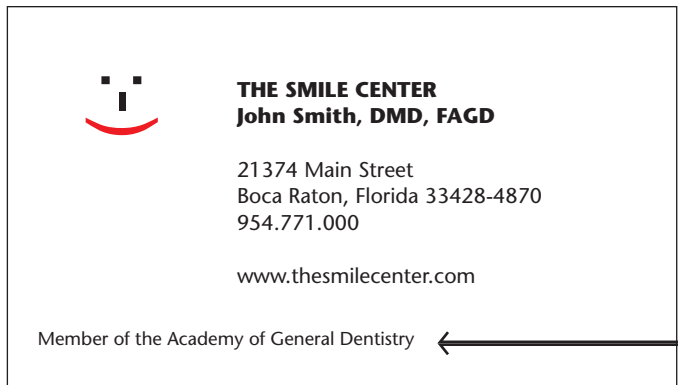 THE SMILE CENTER
John Smith, DMD, FAGD
21374 Main Street
Boca Raton, Florida 33428-4870
954.771.000
www.thesmilecenter.com
Member of the Academy of General Dentistry